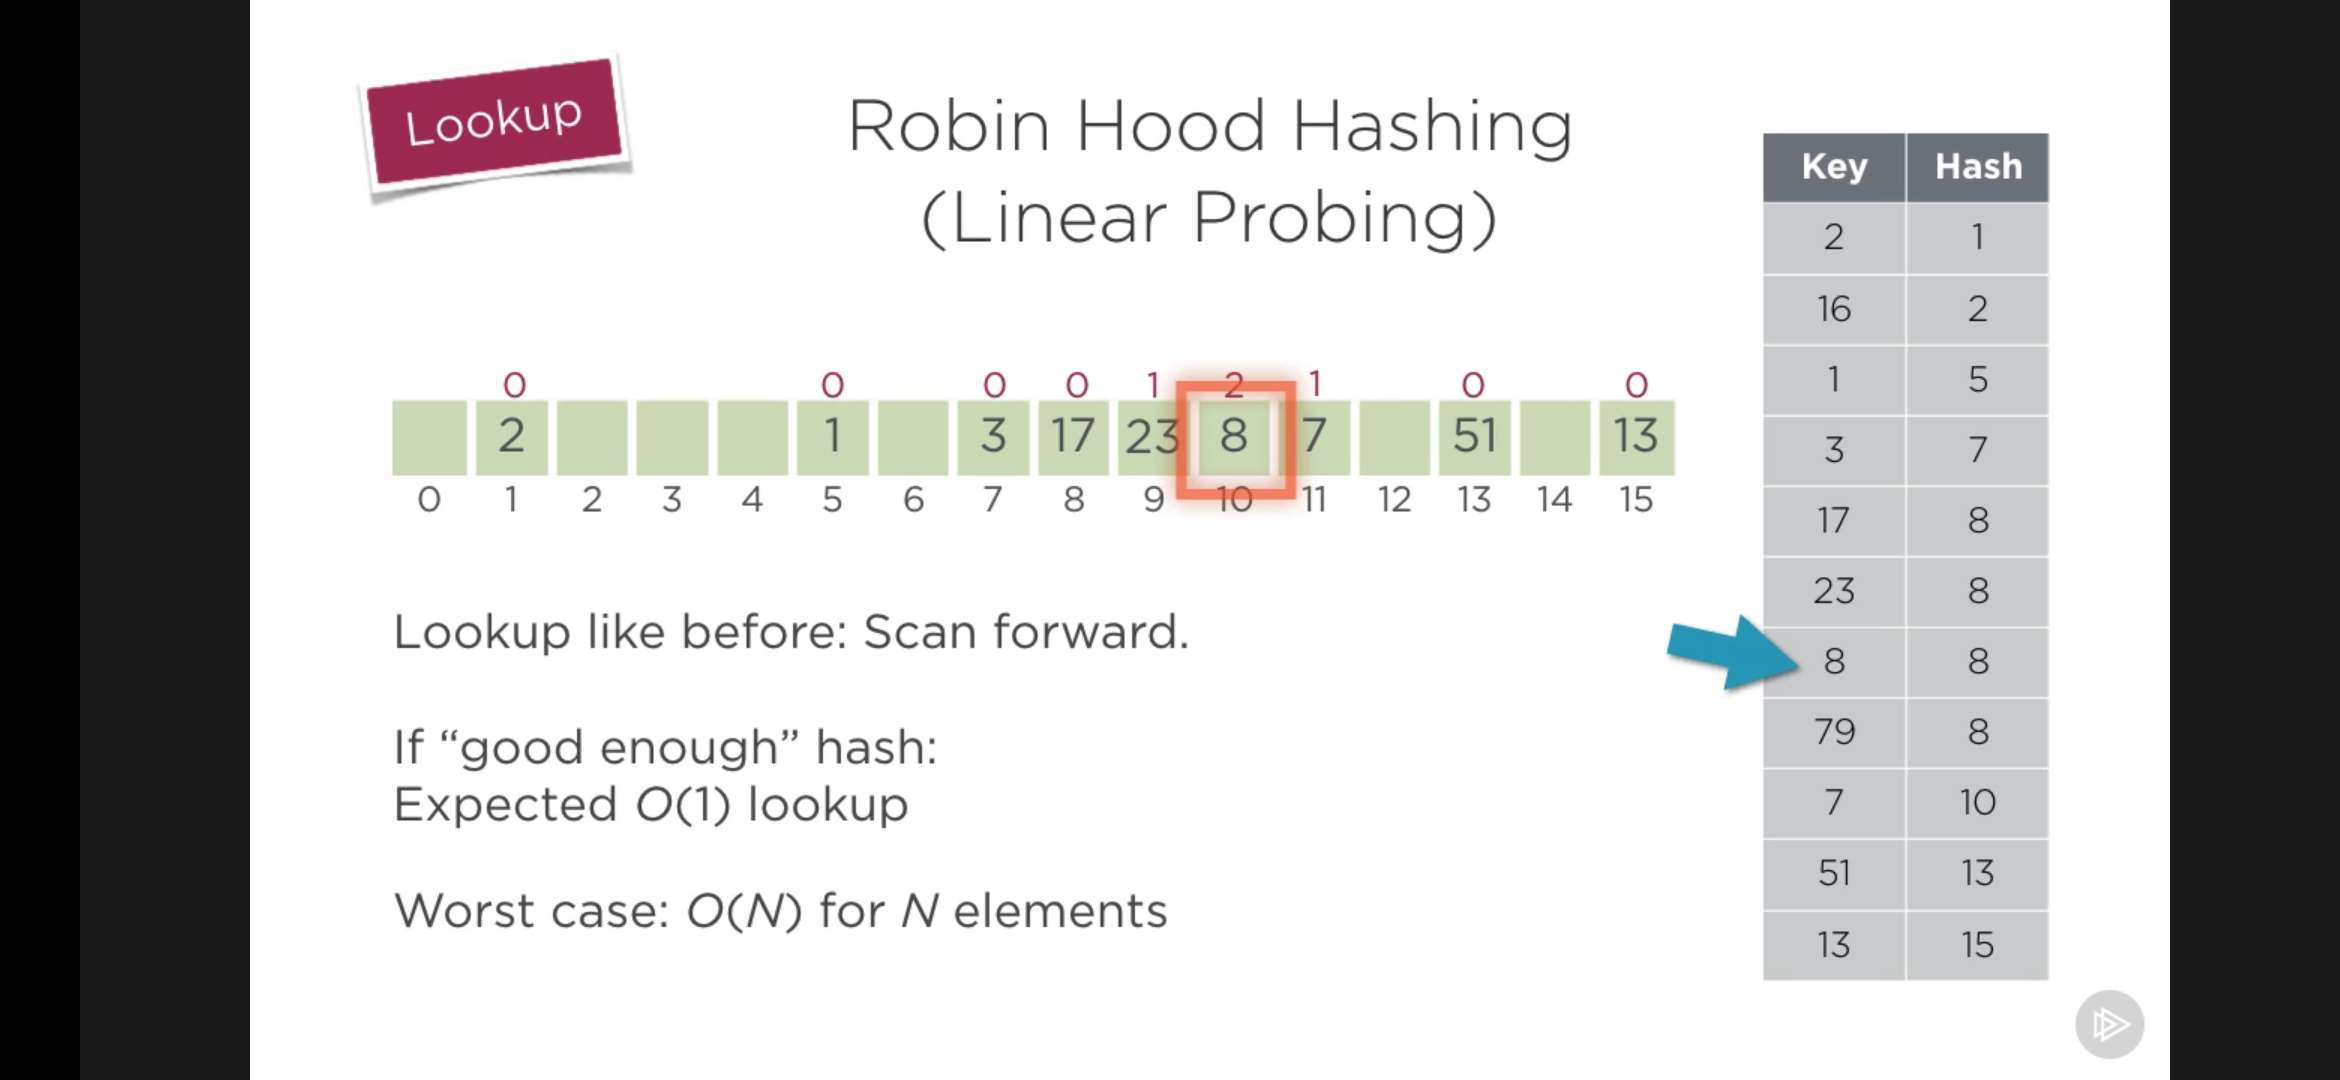 Lookup
Robin Hood Hashing
(Linear Probing)
0 0 0 0 1 2 1 0 0
2 1 3 17 23 8 7 51 13
0 1 2 3 4 5 6 7 8 9 10 11 12 13 14 15
Lookup like before: Scan forward.
If “good enough” hash:
Expected O(1) lookup
Worst case: O(N) for N elements
Key Hash
2 1
16 2
1 5
3 7
17 8
23 8
8 8
79 8
7 10
51 13
13 15